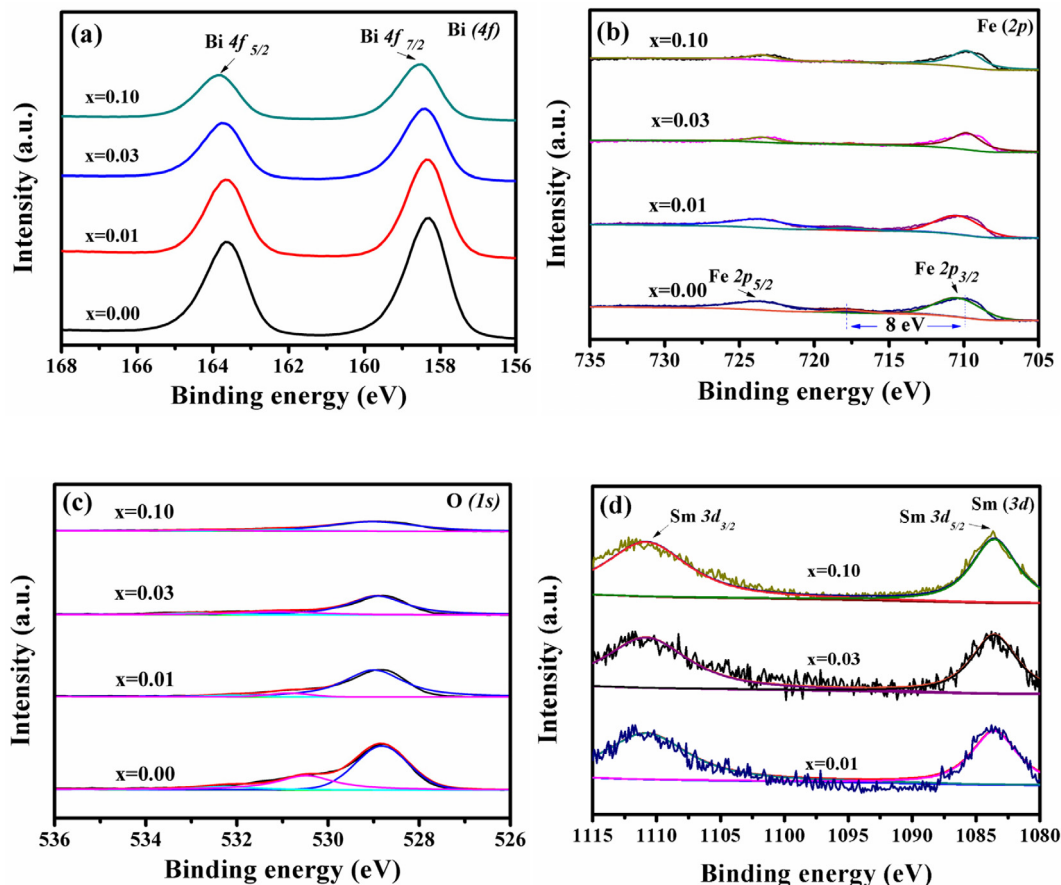 (a)
Bi 4f 5/2
Bi 4f 7/2
Bi (4f)
x=0.10
x=0.03
x=0.01
x=0.00
Intensity (a.u.)
168 166 164 162 160 158 156
Binding energy (eV)
(b)
Fe (2p)
x=0.10
x=0.03
x=0.01
Fe 2p5/2
x=0.00
Fe 2p3/2
8 eV
Intensity (a.u.)
735 730 725 720 715 710 705
Binding energy (eV)
(c)
O (1s)
x=0.10
x=0.03
x=0.01
x=0.00
Intensity (a.u.)
536 534 532 530 528 526
Binding energy (eV)
(d)
Sm 3d3/2
Sm (3d)
Sm 3d5/2
x=0.10
x=0.03
x=0.01
Intensity (a.u.)
1115 1110 1105 1100 1095 1090 1085 1080
Binding energy (eV)